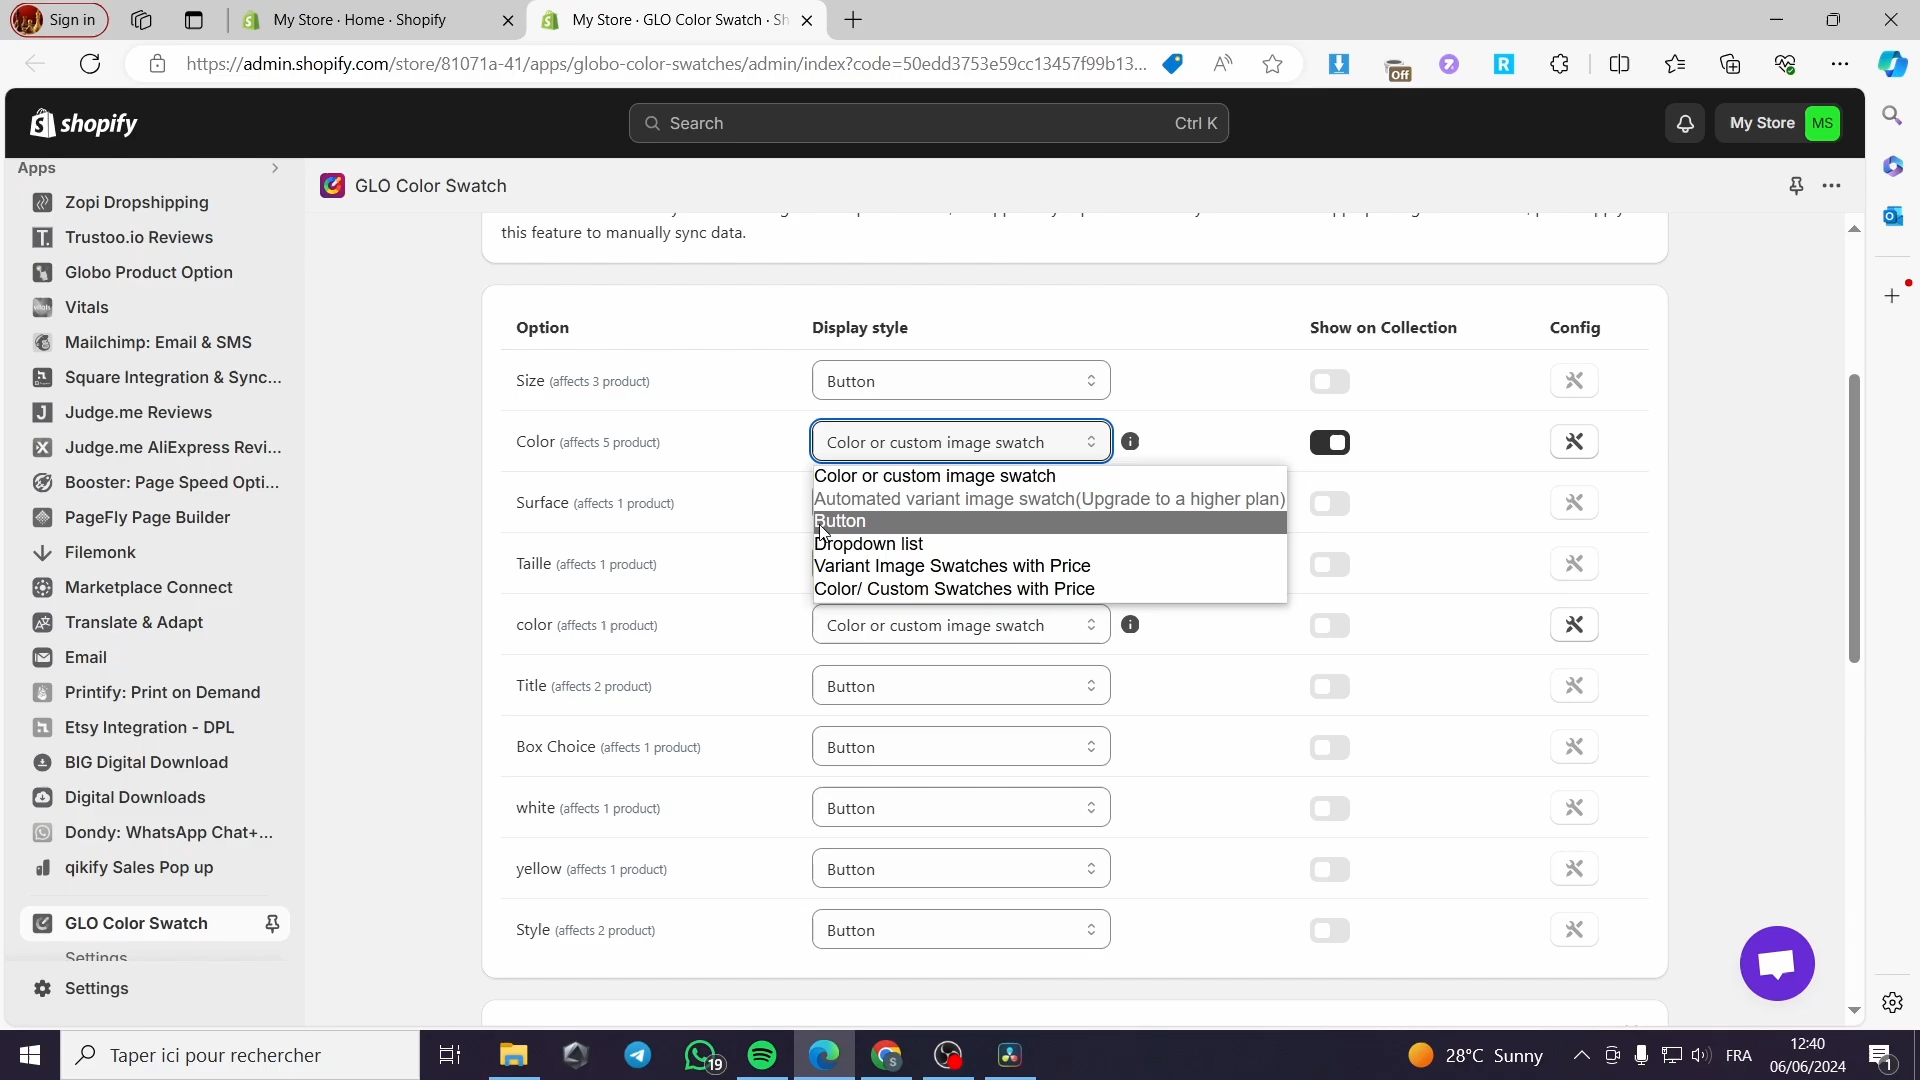 Sign in
My Store · Home · Shopify
My Store · GLO Color Swatch · Sh
https://admin.shopify.com/store/81071a-41/apps/globo-color-swatches/admin/index?code=50edd3753e59cc13457f99b13...
Off
shopify
Search
Ctrl K
My Store
MS
Apps
GLO Color Swatch
Zopi Dropshipping
Trustoo.io Reviews
Globo Product Option
Vitals
Mailchimp: Email & SMS
Square Integration & Sync...
Judge.me Reviews
Judge.me AliExpress Revi...
Booster: Page Speed Opti...
PageFly Page Builder
Filemonk
Marketplace Connect
Translate & Adapt
Email
Printify: Print on Demand
Etsy Integration - DPL
BIG Digital Download
Digital Downloads
Dondy: WhatsApp Chat+...
qikify Sales Pop up
GLO Color Swatch
Settings
Settings
this feature to manually sync data.
Option Display style Show on Collection Config
Size (affects 3 product) Button
Color (affects 5 product) Color or custom image swatch
Color or custom image swatch
Automated variant image swatch(Upgrade to a higher plan)
Button
Dropdown list
Variant Image Swatches with Price
Color/ Custom Swatches with Price
Surface (affects 1 product)
Taille (affects 1 product)
color (affects 1 product) Color or custom image swatch
Title (affects 2 product) Button
Box Choice (affects 1 product) Button
white (affects 1 product) Button
yellow (affects 1 product) Button
Style (affects 2 product) Button
Taper ici pour rechercher
19
28°C Sunny
FRA
12:40
06/06/2024
1